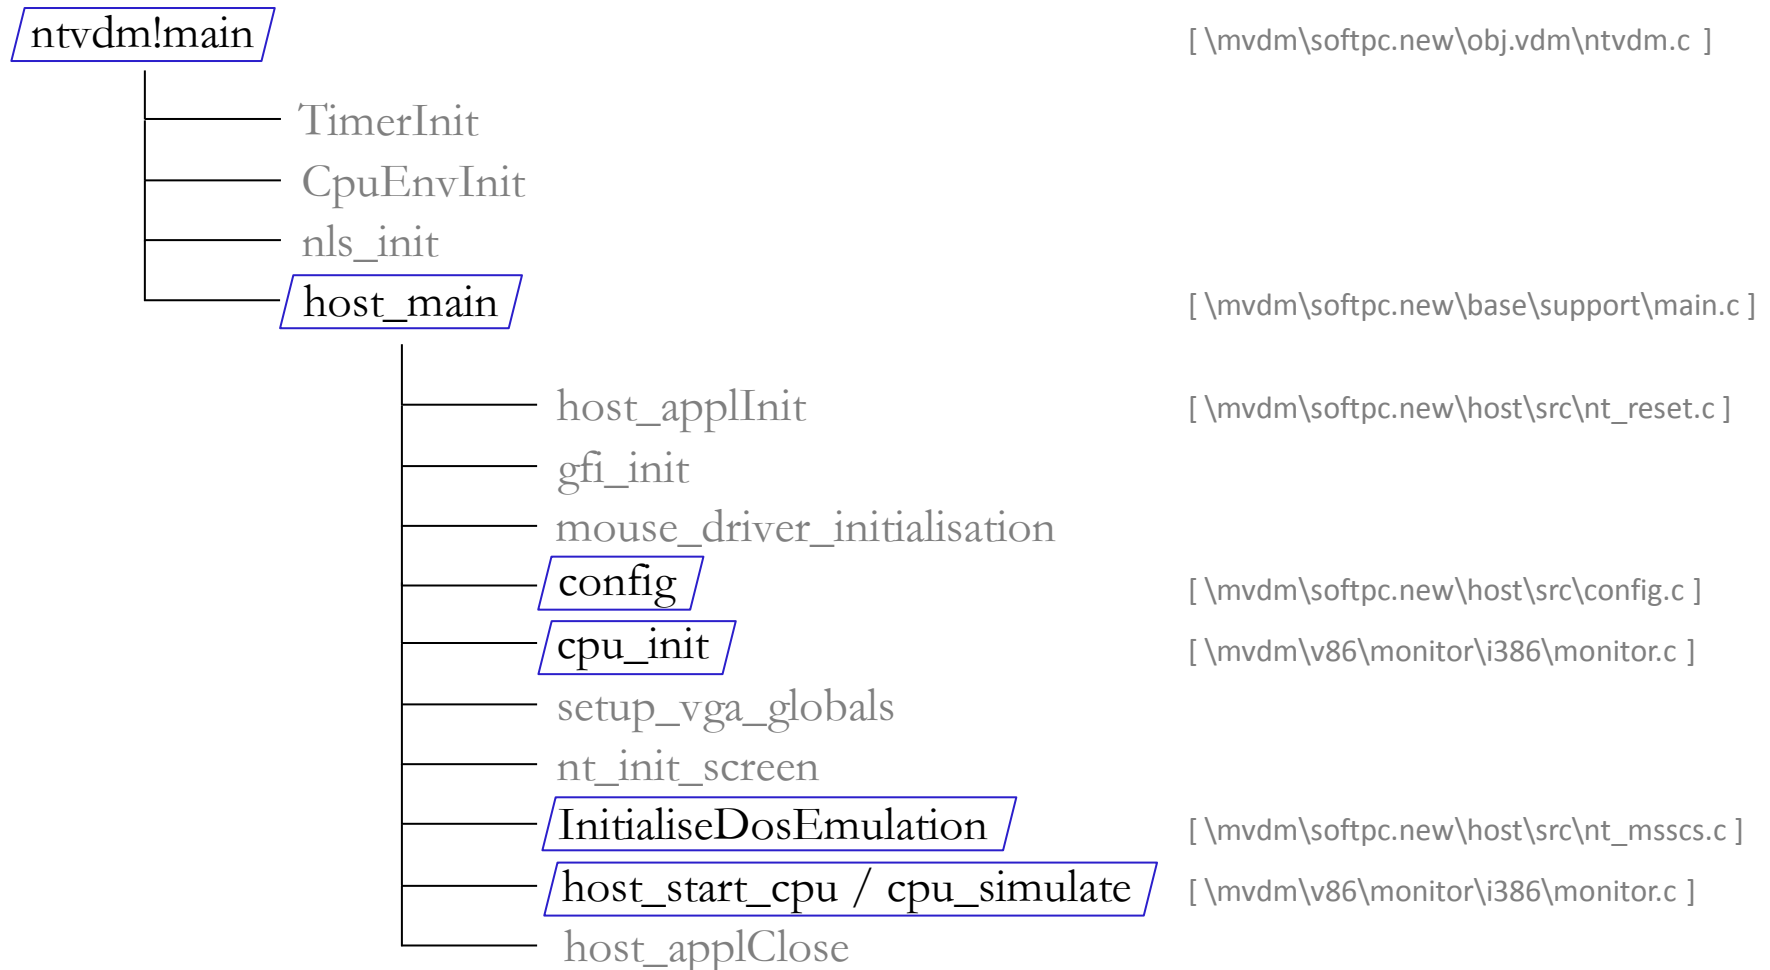 ntvdm!main [ \mvdm\softpc.new\obj.vdm\ntvdm.c ]
TimerInit
CpuEnvInit
nls_init
host_main [ \mvdm\softpc.new\base\support\main.c ]
host_applInit [ \mvdm\softpc.new\host\src\nt_reset.c ]
gfi_init
mouse_driver_initialisation
config [ \mvdm\softpc.new\host\src\config.c ]
cpu_init [ \mvdm\v86\monitor\i386\monitor.c ]
setup_vga_globals
nt_init_screen
InitialiseDosEmulation [ \mvdm\softpc.new\host\src\nt_msscs.c ]
host_start_cpu / cpu_simulate [ \mvdm\v86\monitor\i386\monitor.c ]
host_applClose